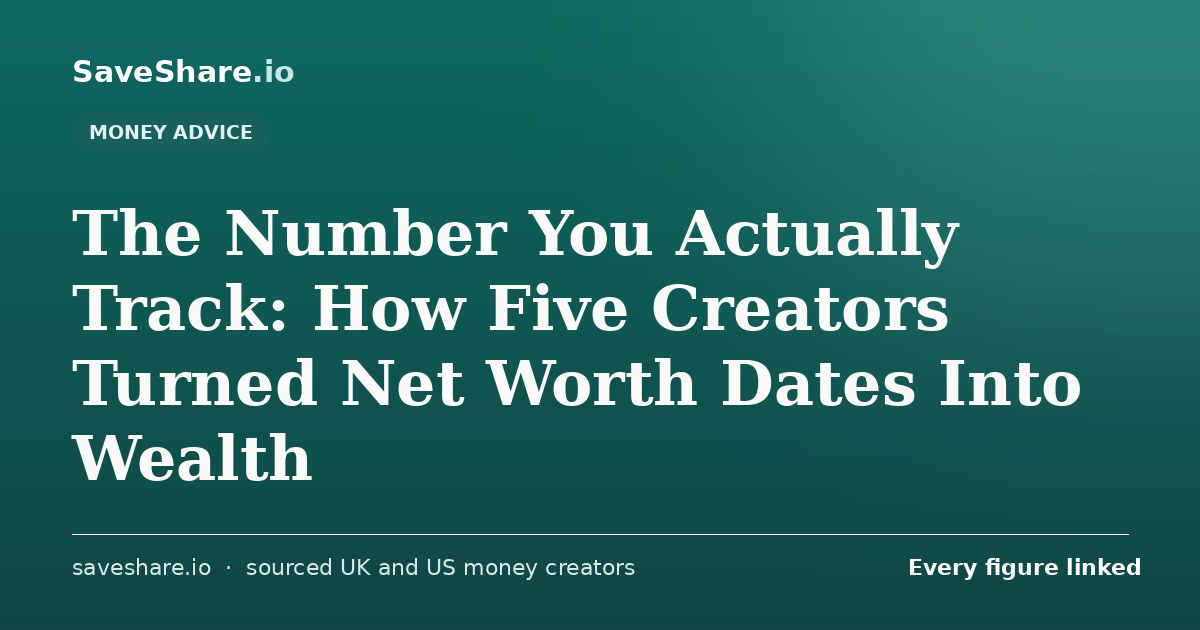 SaveShare.io
MONEY ADVICE
The Number You Actually
Track: How Five Creators
Turned Net Worth Dates Into
Wealth
saveshare.io · sourced UK and US money creators
Every figure linked